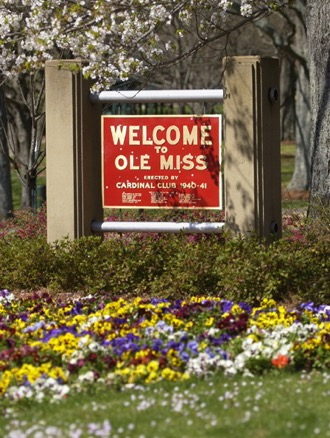 WELCOME
TO
OLE MISS
ERECTED BY
CARDINAL CLUB 1940-41